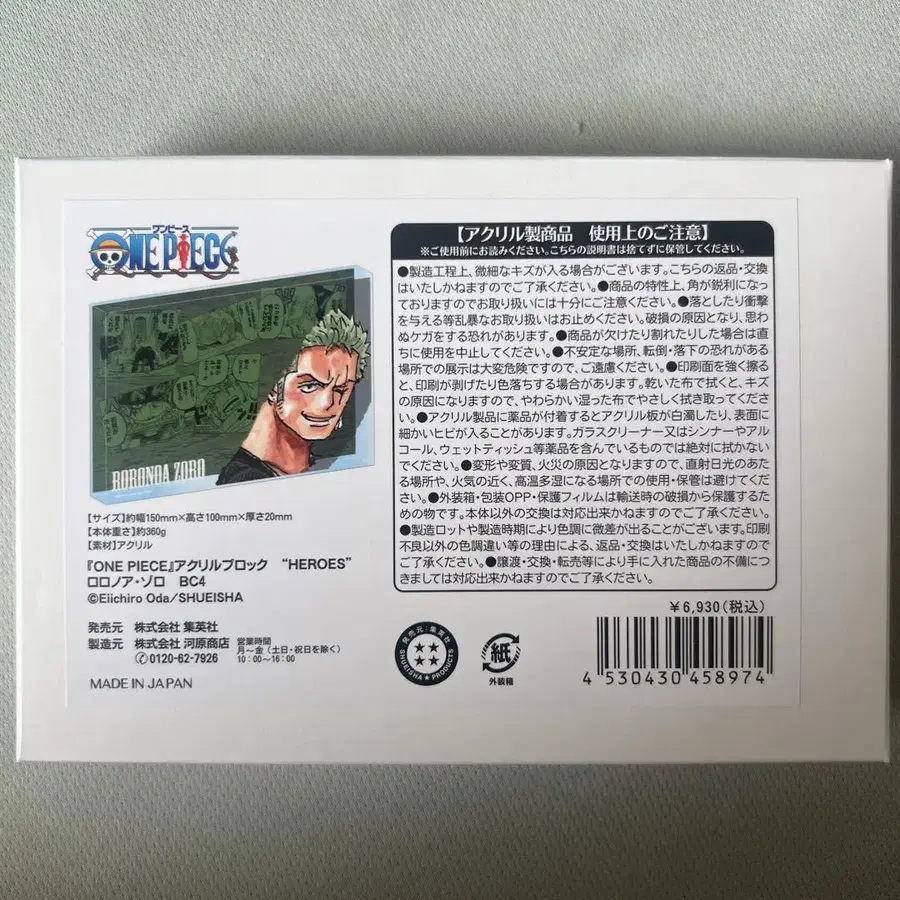 ワンピース
ONE PIECE
RORONOA ZORO
【サイズ】約幅150mm×高さ100mm×厚さ20mm
【本体重さ】約360g
【素材】アクリル
『ONE PIECE』アクリルブロック “HEROES”
ロロノア・ゾロ BC4
©Eiichiro Oda/SHUEISHA
発売元 株式会社 集英社
製造元 株式会社 河原商店
0120-62-7926
営業時間
月～金（土日・祝日を除く）
10：00～16：00
MADE IN JAPAN
【アクリル製商品 使用上のご注意】
※ご使用前にお読みください。こちらの説明書は捨てずに保管してください。
●製造工程上、微細なキズが入る場合がございます。こちらの返品・交換
はいたしかねますのでご了承ください。●商品の特性上、角が鋭利になっ
ておりますのでお取り扱いには十分にご注意ください。●落としたり衝撃
を与える等乱暴なお取り扱いはお止めください。破損の原因となり、思わ
ぬケガをする恐れがあります。●商品が欠けたり割れたりした場合は直
ちに使用を中止してください。●不安定な場所、転倒・落下の恐れがある
場所での展示は大変危険ですので、ご遠慮ください。●印刷面を強く擦る
と、印刷が剥げたり色落ちする場合があります。乾いた布で拭くと、キズ
の原因になりますので、やわらかい湿った布でやさしく拭き取ってくださ
い。●アクリル製品に薬品が付着するとアクリル板が白濁したり、表面に
細かいヒビが入ることがあります。ガラスクリーナー又はシンナーやアル
コール、ウェットティッシュ等薬品を含んでいるものでは絶対に拭かない
でください。●変形や変質、火災の原因となりますので、直射日光のあた
る場所や、火気の近く、高温多湿になる場所での使用・保管は避けてくだ
さい。●外装箱・包装OPP・保護フィルムは輸送時の破損から保護するた
めの物です。本体以外の交換は対応出来かねますのでご了承ください。
●製造ロットや製造時期により色調に微差が出ることがございます。印刷
不良以外の色調違い等の理由による、返品・交換はいたしかねますので
ご了承ください。●譲渡・交換・転売等により手に入れた商品の不備につ
きましては対応出来かねますのでご了承ください。
発売元：集英社
SHUEISHA★PRODUCTS
紙
外装箱
￥6,930（税込）
4 530430 458974